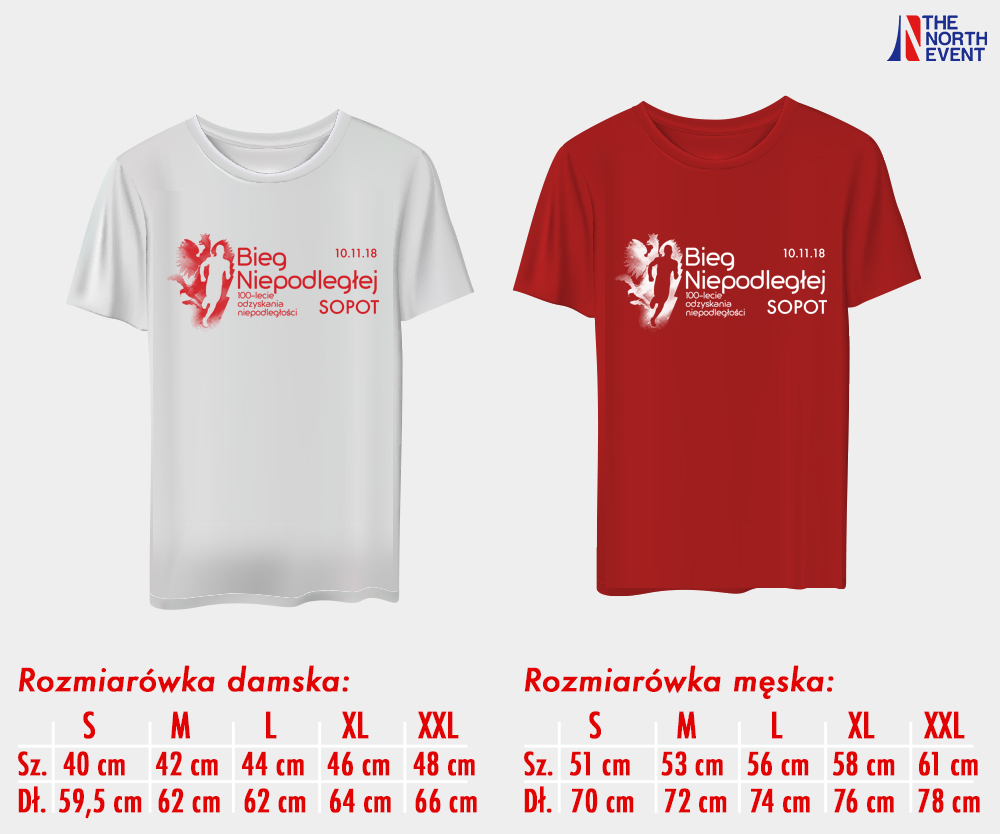 THE
NORTH
EVENT
Bieg
10.11.18
Niepodległej
100-lecie
odzyskania
niepodległości
SOPOT
Bieg
10.11.18
Niepodległej
100-lecie
odzyskania
niepodległości
SOPOT
Rozmiarówka damska:
S M L XL XXL
Sz. 40 cm 42 cm 44 cm 46 cm 48 cm
Dł. 59,5 cm 62 cm 62 cm 64 cm 66 cm
Rozmiarówka męska:
S M L XL XXL
Sz. 51 cm 53 cm 56 cm 58 cm 61 cm
Dł. 70 cm 72 cm 74 cm 76 cm 78 cm